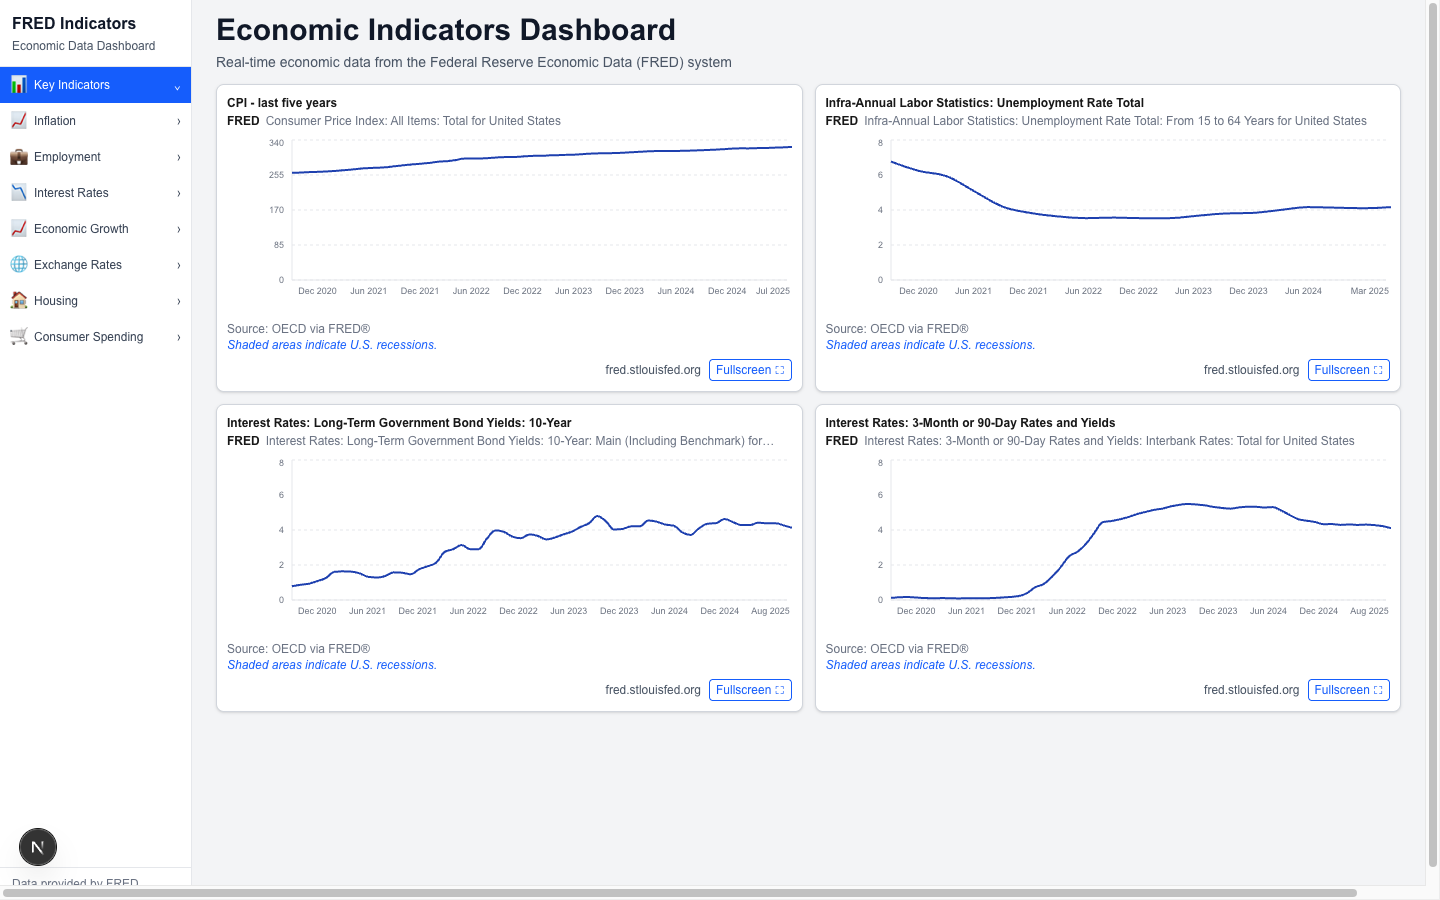 FRED Indicators
Economic Data Dashboard
Key Indicators
Inflation
Employment
Interest Rates
Economic Growth
Exchange Rates
Housing
Consumer Spending
N
Data provided by FRED
Economic Indicators Dashboard
Real-time economic data from the Federal Reserve Economic Data (FRED) system
CPI - last five years
FRED Consumer Price Index: All Items: Total for United States
340
255
170
85
0
Dec 2020 Jun 2021 Dec 2021 Jun 2022 Dec 2022 Jun 2023 Dec 2023 Jun 2024 Dec 2024 Jul 2025
Source: OECD via FRED®
Shaded areas indicate U.S. recessions.
fred.stlouisfed.org Fullscreen
Infra-Annual Labor Statistics: Unemployment Rate Total
FRED Infra-Annual Labor Statistics: Unemployment Rate Total: From 15 to 64 Years for United States
8
6
4
2
0
Dec 2020 Jun 2021 Dec 2021 Jun 2022 Dec 2022 Jun 2023 Dec 2023 Jun 2024 Mar 2025
Source: OECD via FRED®
Shaded areas indicate U.S. recessions.
fred.stlouisfed.org Fullscreen
Interest Rates: Long-Term Government Bond Yields: 10-Year
FRED Interest Rates: Long-Term Government Bond Yields: 10-Year: Main (Including Benchmark) for…
8
6
4
2
0
Dec 2020 Jun 2021 Dec 2021 Jun 2022 Dec 2022 Jun 2023 Dec 2023 Jun 2024 Dec 2024 Aug 2025
Source: OECD via FRED®
Shaded areas indicate U.S. recessions.
fred.stlouisfed.org Fullscreen
Interest Rates: 3-Month or 90-Day Rates and Yields
FRED Interest Rates: 3-Month or 90-Day Rates and Yields: Interbank Rates: Total for United States
8
6
4
2
0
Dec 2020 Jun 2021 Dec 2021 Jun 2022 Dec 2022 Jun 2023 Dec 2023 Jun 2024 Dec 2024 Aug 2025
Source: OECD via FRED®
Shaded areas indicate U.S. recessions.
fred.stlouisfed.org Fullscreen